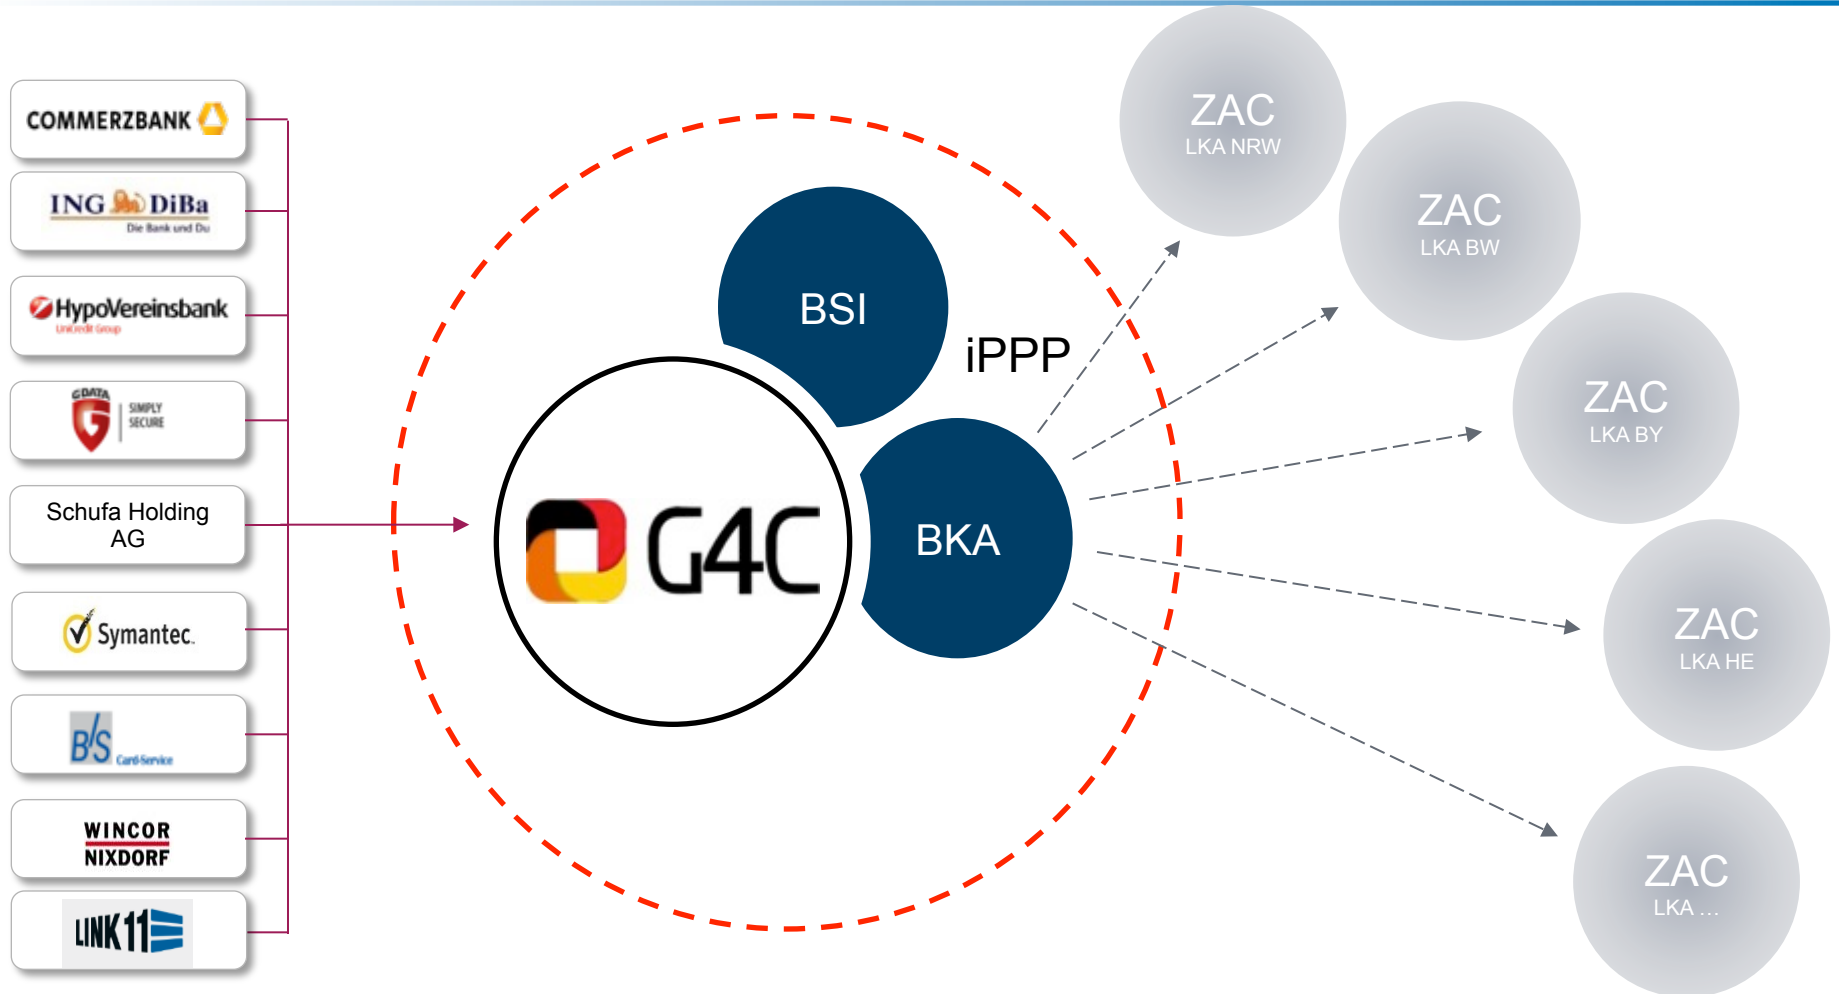 COMMERZBANK
ING DiBa
Die Bank und Du
HypoVereinsbank
UniCredit Group
G DATA
SIMPLY
SECURE
Schufa Holding
AG
Symantec.
B/S
Card-Service
WINCOR
NIXDORF
LINK11
G4C
BSI
iPPP
BKA
ZAC
LKA NRW
ZAC
LKA BW
ZAC
LKA BY
ZAC
LKA HE
ZAC
LKA ...